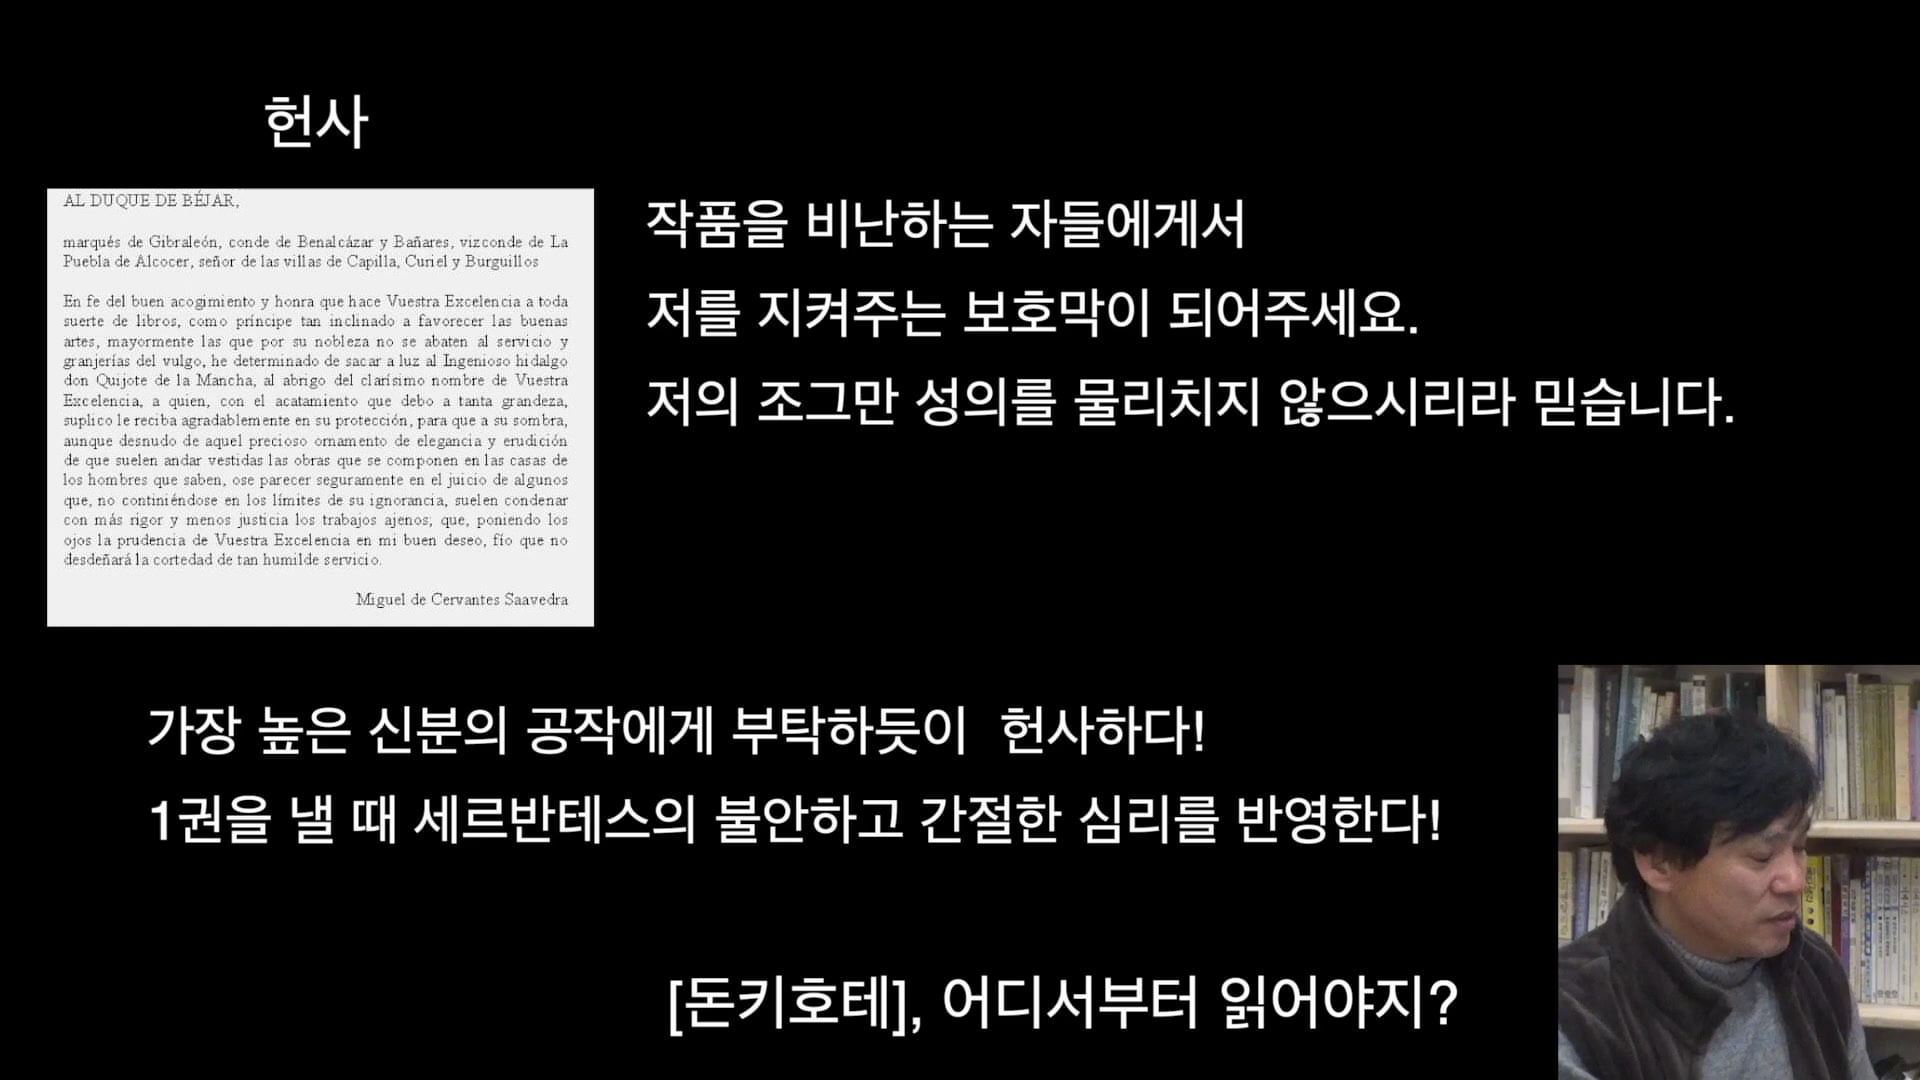 헌사
AL DUQUE DE BÉJAR,
marqués de Gibraleón, conde de Benalcázar y Bañares, vizconde de La
Puebla de Alcocer, señor de las villas de Capilla, Curiel y Burguillos
En fe del buen acogimiento y honra que hace Vuestra Excelencia a toda
suerte de libros, como príncipe tan inclinado a favorecer las buenas
artes, mayormente las que por su nobleza no se abaten al servicio y
granjerías del vulgo, he determinado de sacar a luz al Ingenioso hidalgo
don Quijote de la Mancha, al abrigo del clarísimo nombre de Vuestra
Excelencia, a quien, con el acatamiento que debo a tanta grandeza,
suplico le reciba agradablemente en su protección, para que a su sombra,
aunque desnudo de aquel precioso ornamento de elegancia y erudición
de que suelen andar vestidas las obras que se componen en las casas de
los hombres que saben, ose parecer seguramente en el juicio de algunos
que, no continiéndose en los límites de su ignorancia, suelen condenar
con más rigor y menos justicia los trabajos ajenos; que, poniendo los
ojos la prudencia de Vuestra Excelencia en mi buen deseo, fío que no
desdeñará la cortedad de tan humilde servicio.
Miguel de Cervantes Saavedra
작품을 비난하는 자들에게서
저를 지켜주는 보호막이 되어주세요.
저의 조그만 성의를 물리치지 않으시리라 믿습니다.
가장 높은 신분의 공작에게 부탁하듯이 헌사하다!
1권을 낼 때 세르반테스의 불안하고 간절한 심리를 반영한다!
[돈키호테], 어디서부터 읽어야지?